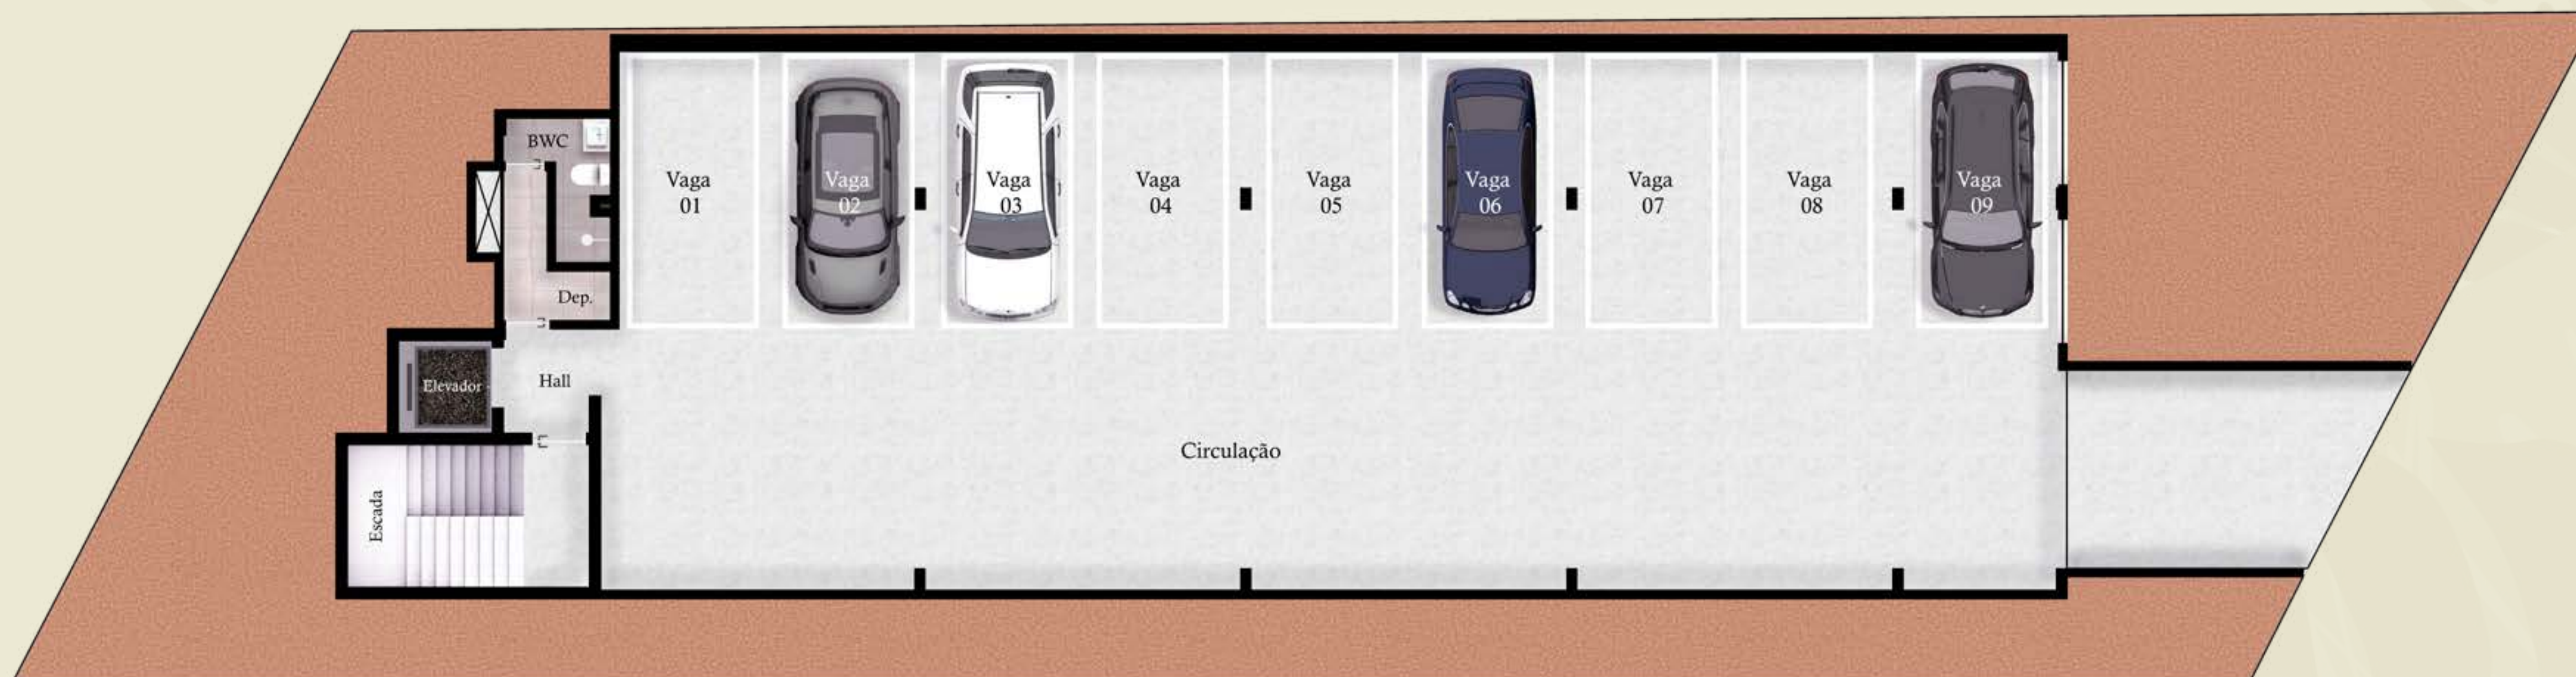 BWC
Dep.
Elevador
Hall
Escada
Vaga
01
Vaga
02
Vaga
03
Vaga
04
Vaga
05
Vaga
06
Vaga
07
Vaga
08
Vaga
09
Circulação